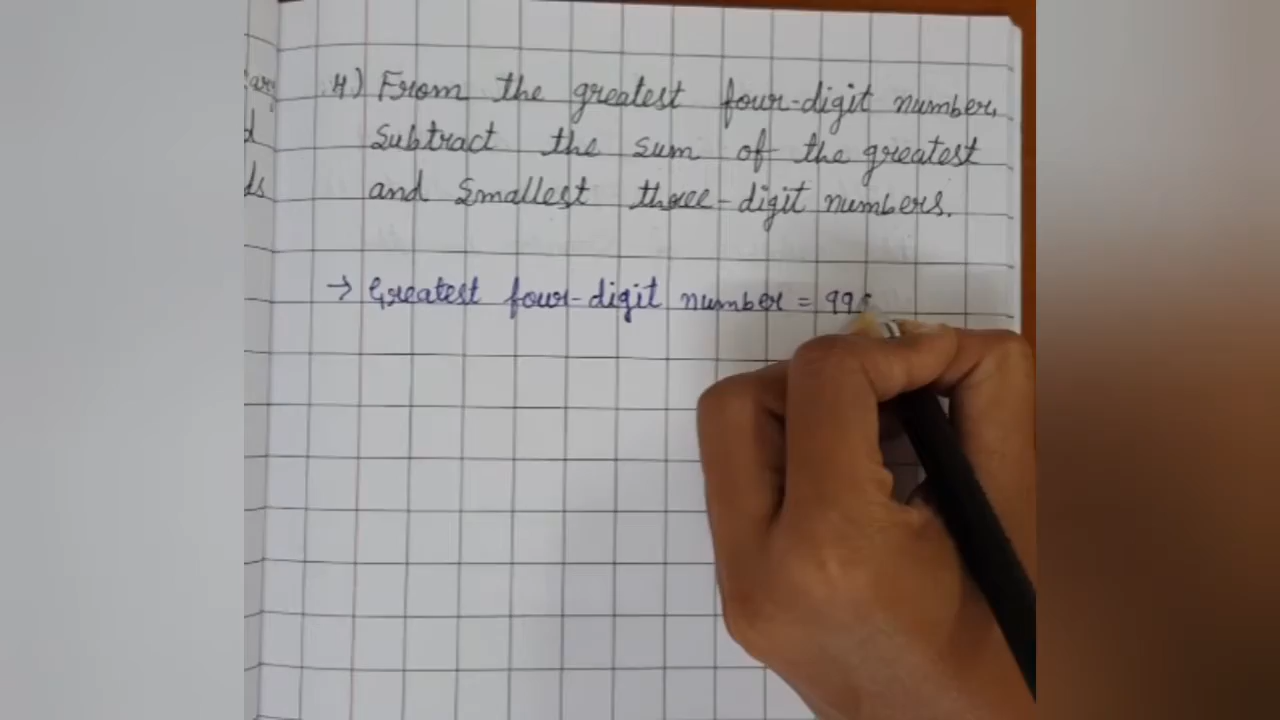 4) From the greatest four-digit number,
Subtract the sum of the greatest
and Smallest three-digit numbers.
→ Greatest four-digit number = 99